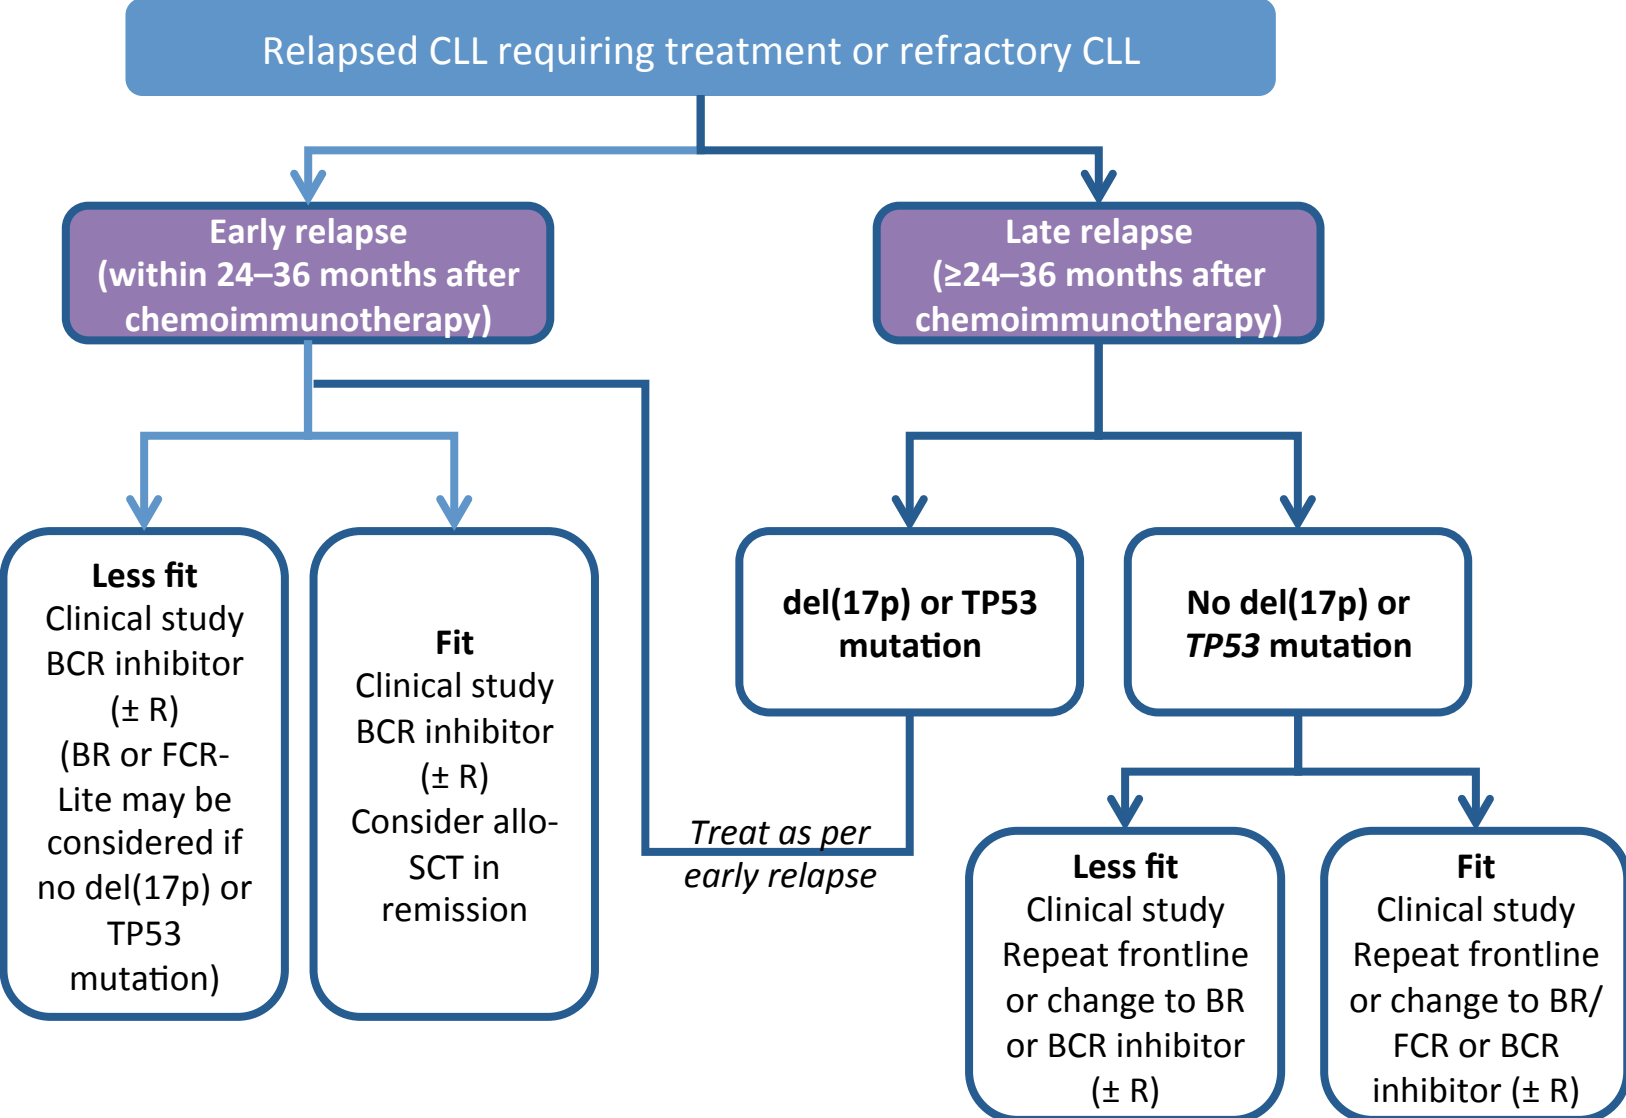 Relapsed CLL requiring treatment or refractory CLL
Early relapse
(within 24–36 months after
chemoimmunotherapy)
Late relapse
(≥24–36 months after
chemoimmunotherapy)
Less fit
Clinical study
BCR inhibitor
(± R)
(BR or FCR-
Lite may be
considered if
no del(17p) or
TP53
mutation)
Fit
Clinical study
BCR inhibitor
(± R)
Consider allo-
SCT in
remission
del(17p) or TP53
mutation
No del(17p) or
TP53 mutation
Treat as per
early relapse
Less fit
Clinical study
Repeat frontline
or change to BR
or BCR inhibitor
(± R)
Fit
Clinical study
Repeat frontline
or change to BR/
FCR or BCR
inhibitor (± R)